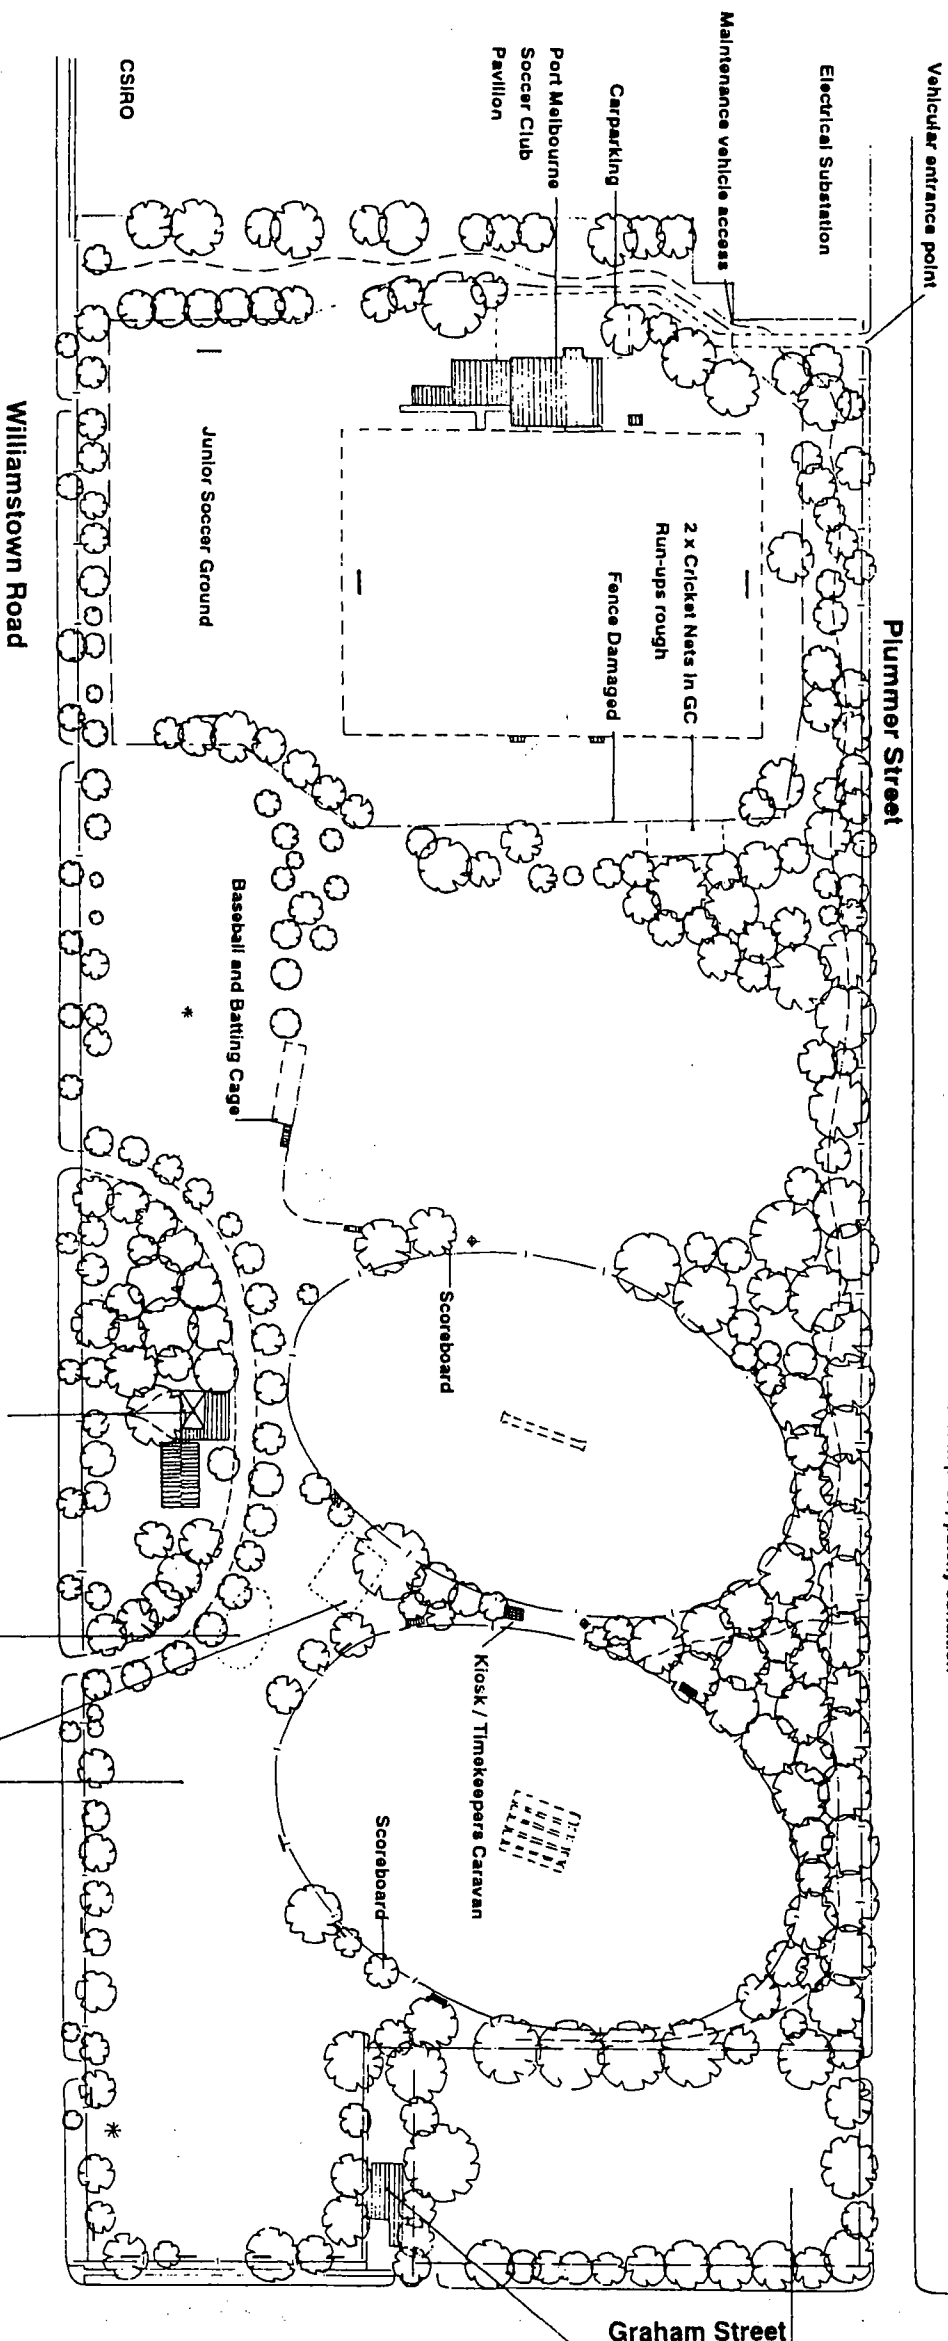 Vehicular entrance point
Electrical Substation
Maintenance vehicle access
Carparking
Port Melbourne
Soccer Club
Pavilion
CSIRO
Plummer Street
2 x Cricket Nets in GC
Run-ups rough
Fence Damaged
Junior Soccer Ground
Williamstown Road
Baseball and Batting Cage
Scoreboard
Kiosk / Timekeepers Caravan
Scoreboard
Graham Street